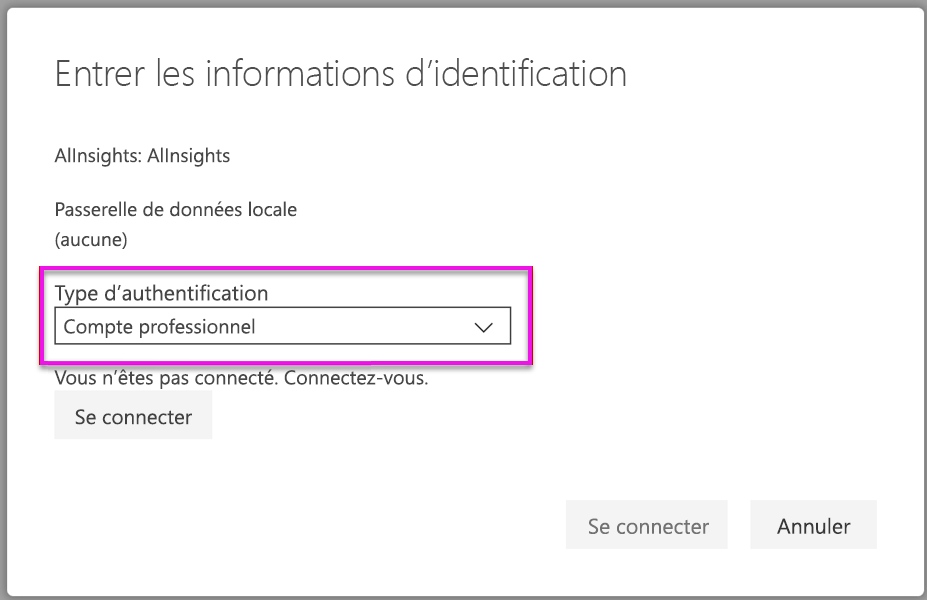 Entrer les informations d’identification
AIInsights: AIInsights
Passerelle de données locale
(aucune)
Type d’authentification
Compte professionnel
Vous n’êtes pas connecté. Connectez-vous.
Se connecter
Se connecter
Annuler